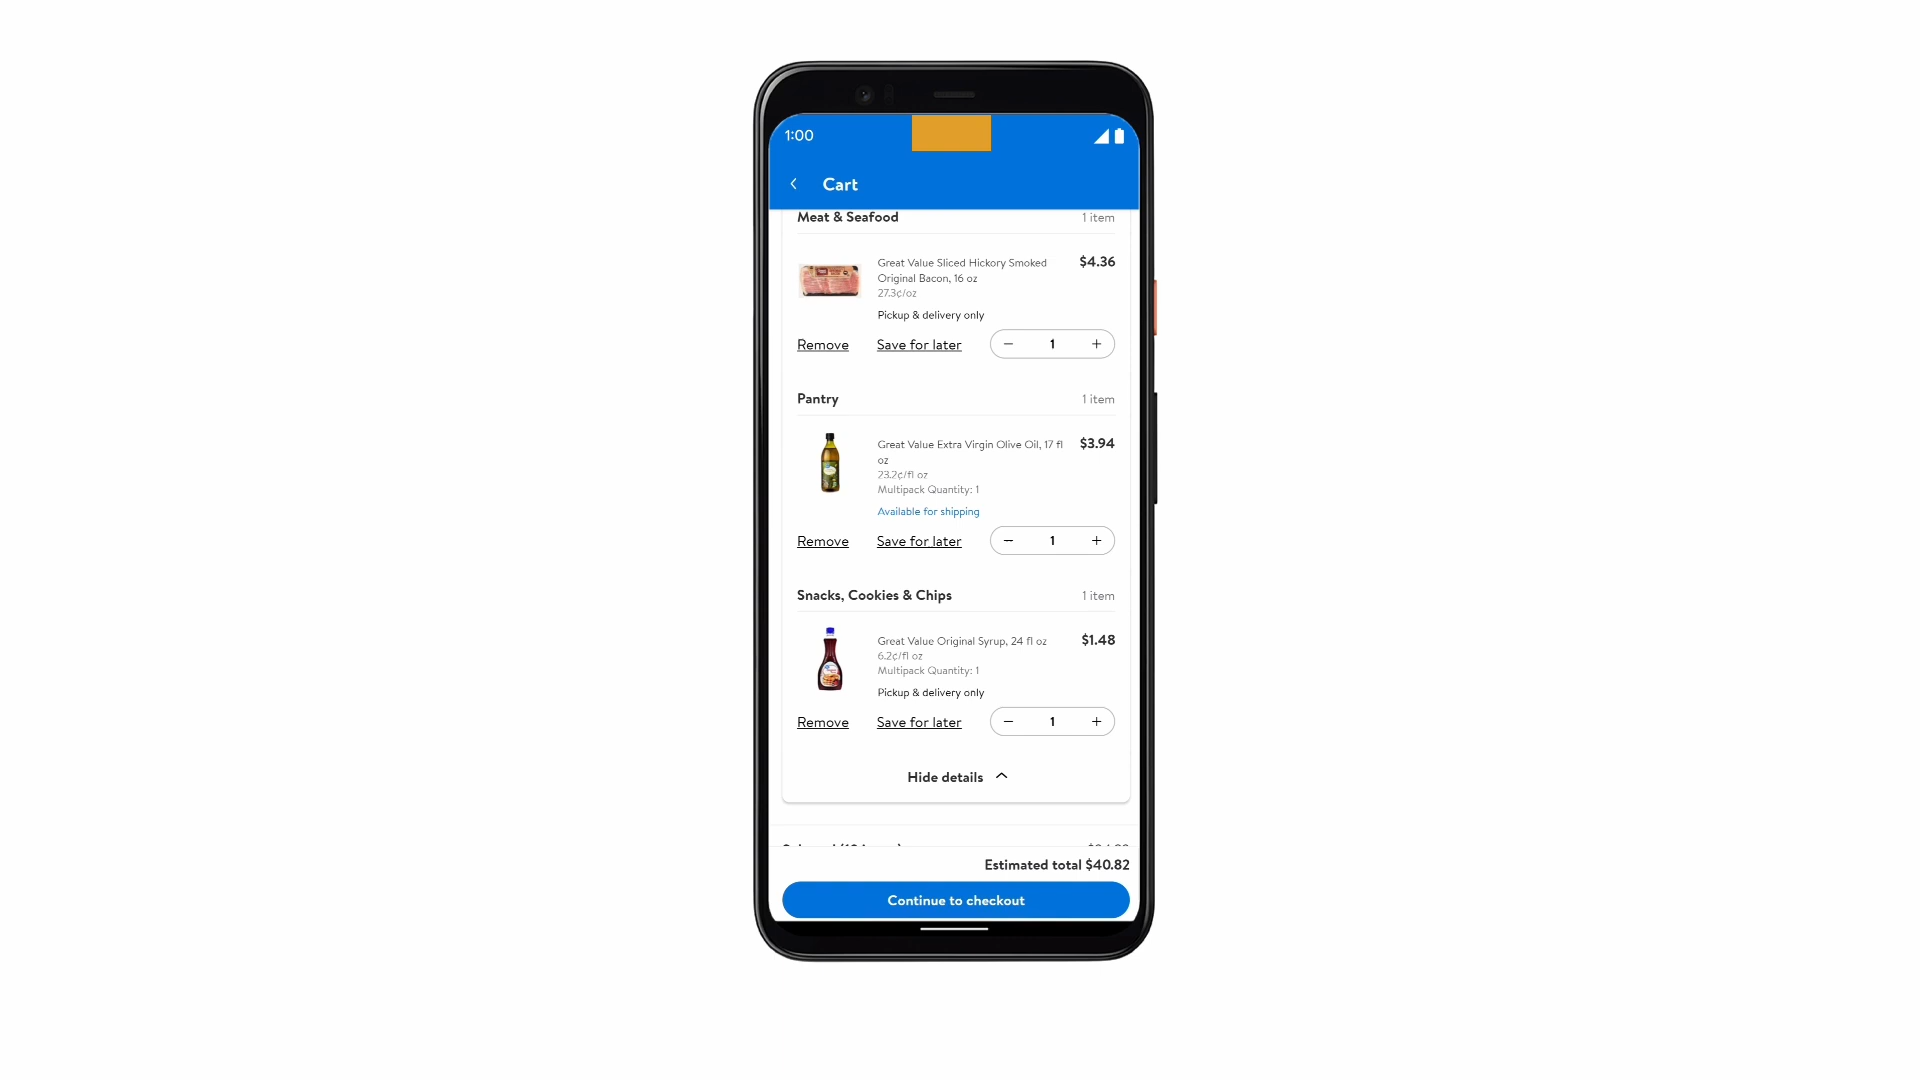 1:00
Cart
Meat & Seafood
1 item
Great Value Sliced Hickory Smoked
$4.36
Original Bacon, 16 oz
27.3¢/oz
Pickup & delivery only
Remove
Save for later
1
Pantry
1 item
Great Value Extra Virgin Olive Oil, 17 fl
$3.94
oz
23.2¢/fl oz
Multipack Quantity: 1
Available for shipping
Remove
Save for later
1
Snacks, Cookies & Chips
1 item
Great Value Original Syrup, 24 fl oz
$1.48
6.2¢/fl oz
Multipack Quantity: 1
Pickup & delivery only
Remove
Save for later
1
Hide details
Estimated total $40.82
Continue to checkout